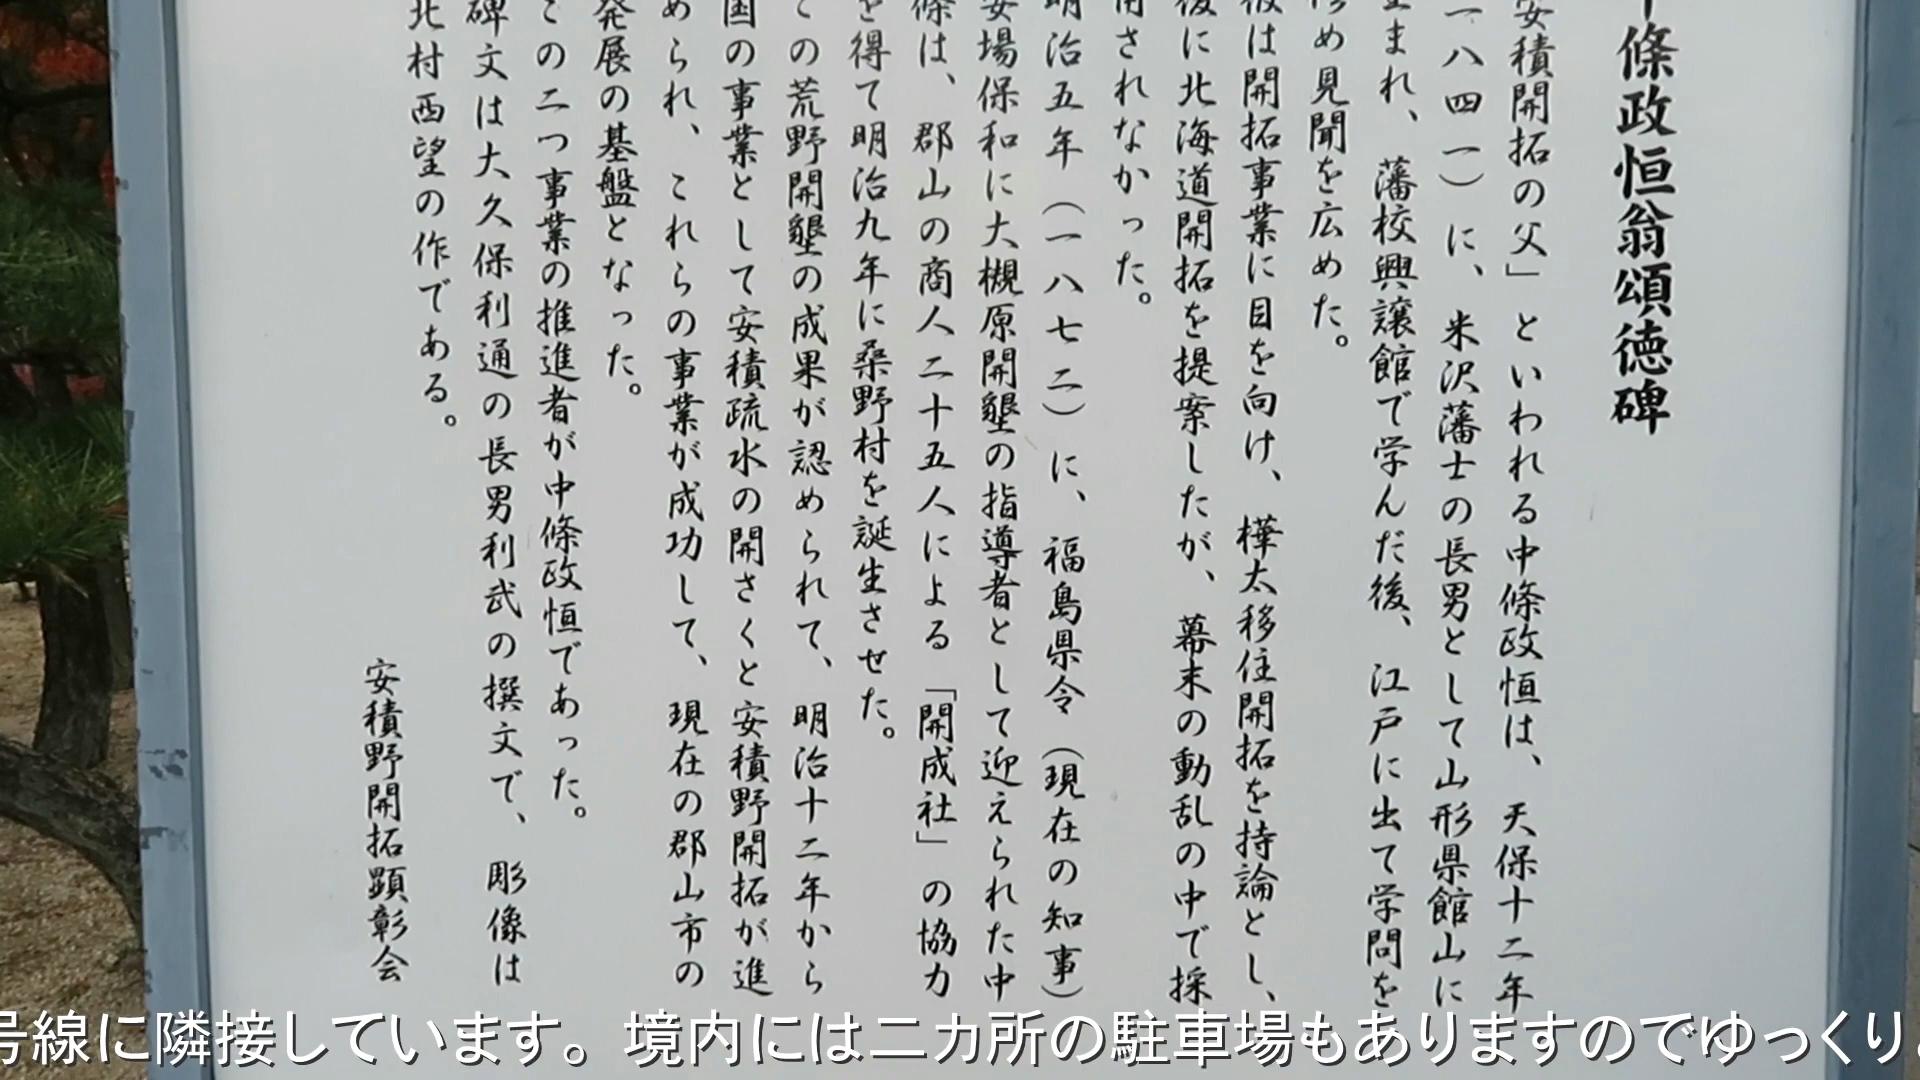 中條政恒翁頌徳碑
安積開拓の父」といわれる中條政恒は、天保十二年
一八四一)に、米沢藩士の長男として山形県館山に
生まれ、藩校興譲館で学んだ後、江戸に出て学問を
修め見聞を広めた。
彼は開拓事業に目を向け、樺太移住開拓を持論とし、
後に北海道開拓を提案したが、幕末の動乱の中で採
用されなかった。
明治五年(一八七二)に、福島県令(現在の知事)
安場保和に大槻原開墾の指導者として迎えられた中
條は、郡山の商人二十五人による「開成社」の協力
を得て明治九年に桑野村を誕生させた。
ての荒野開墾の成果が認められて、明治十二年から
国の事業として安積疏水の開さくと安積野開拓が進
められ、これらの事業が成功して、現在の郡山市の
発展の基盤となった。
この二つ事業の推進者が中條政恒であった。
碑文は大久保利通の長男利武の撰文で、彫像は
北村西望の作である。
安積野開拓顕彰会
号線に隣接しています。境内には二カ所の駐車場もありますのでゆっくり